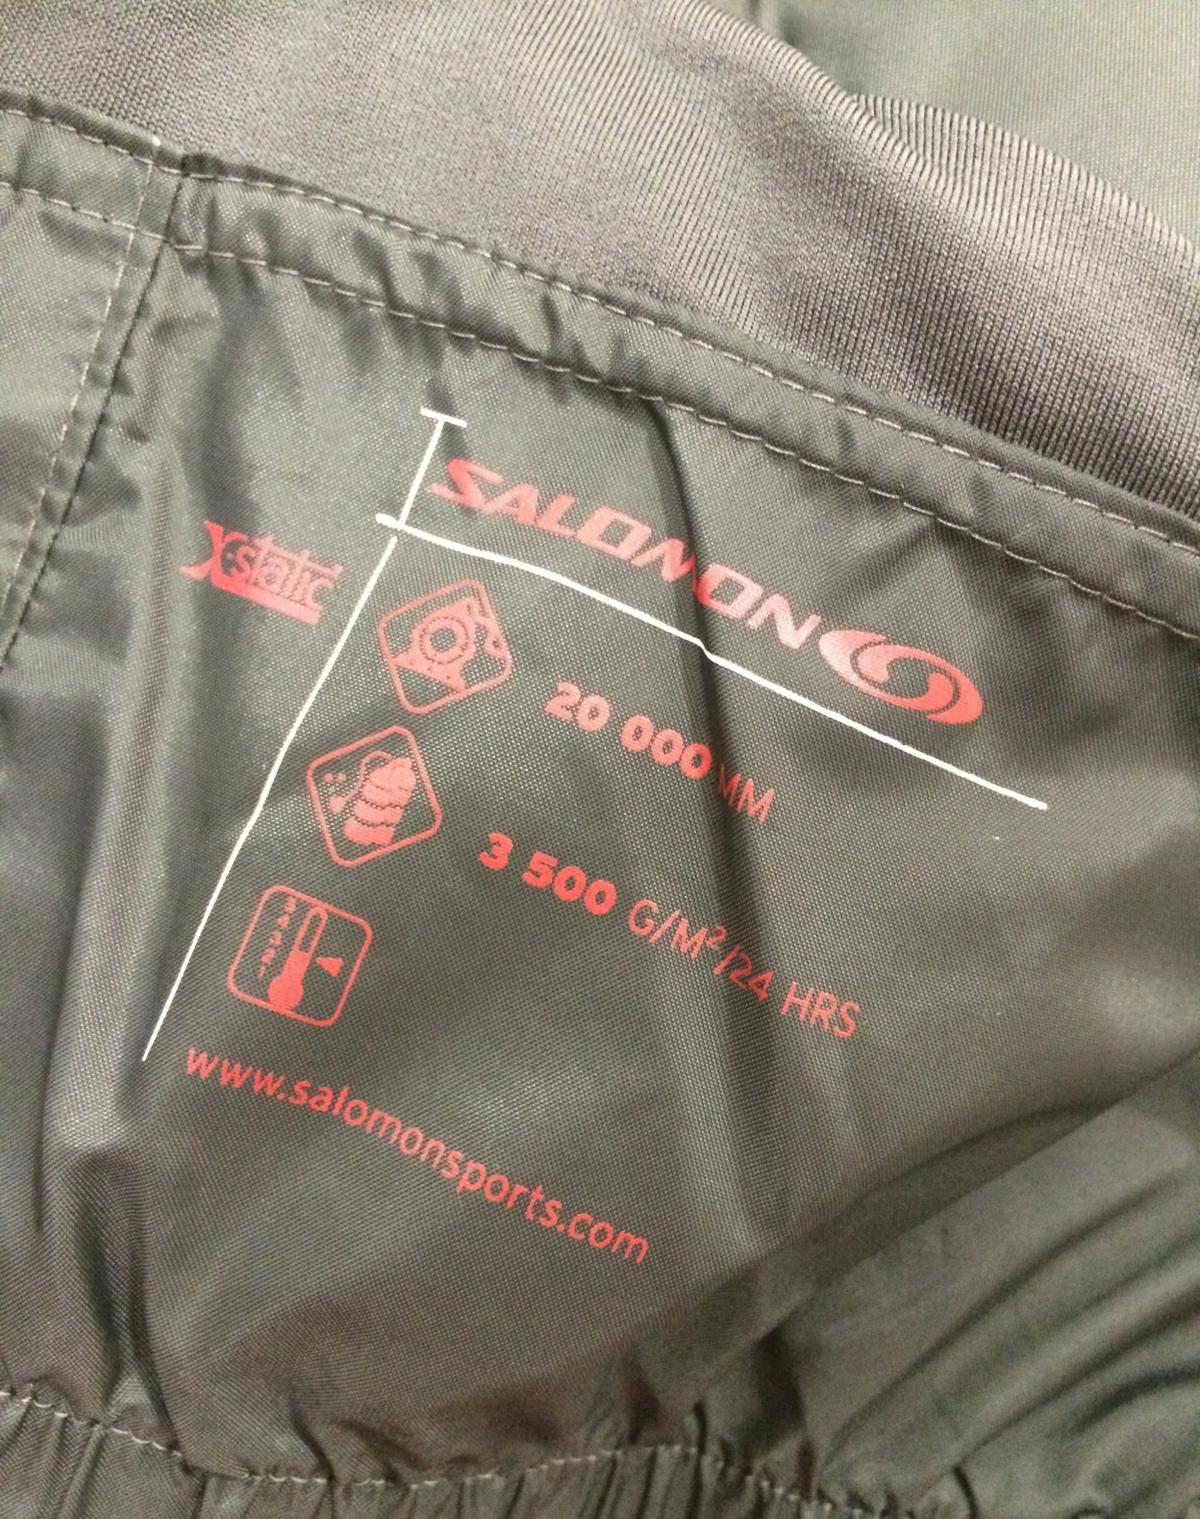 SALOMON
X-static
20 000 MM
3 500 G/M²/24 HRS
www.salomonsports.com